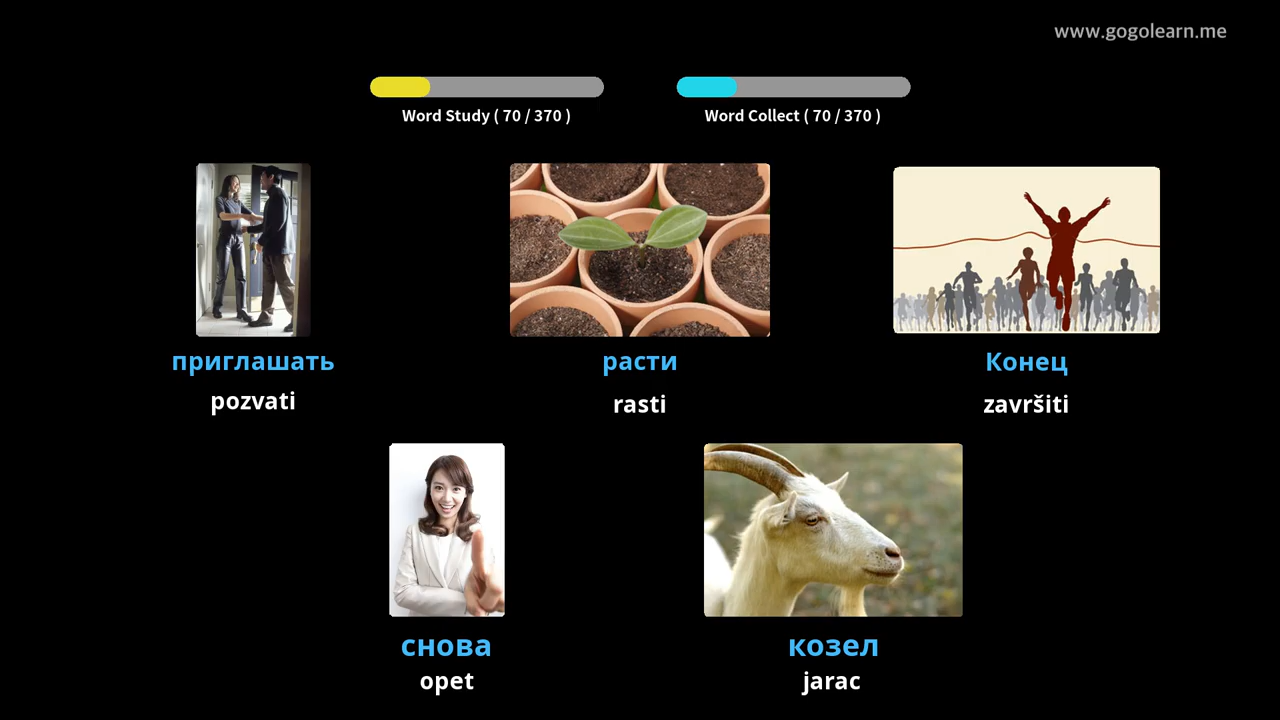 www.gogolearn.me
Word Study ( 70 / 370 )
Word Collect ( 70 / 370 )
приглашать
pozvati
расти
rasti
Конец
završiti
снова
opet
козел
jarac